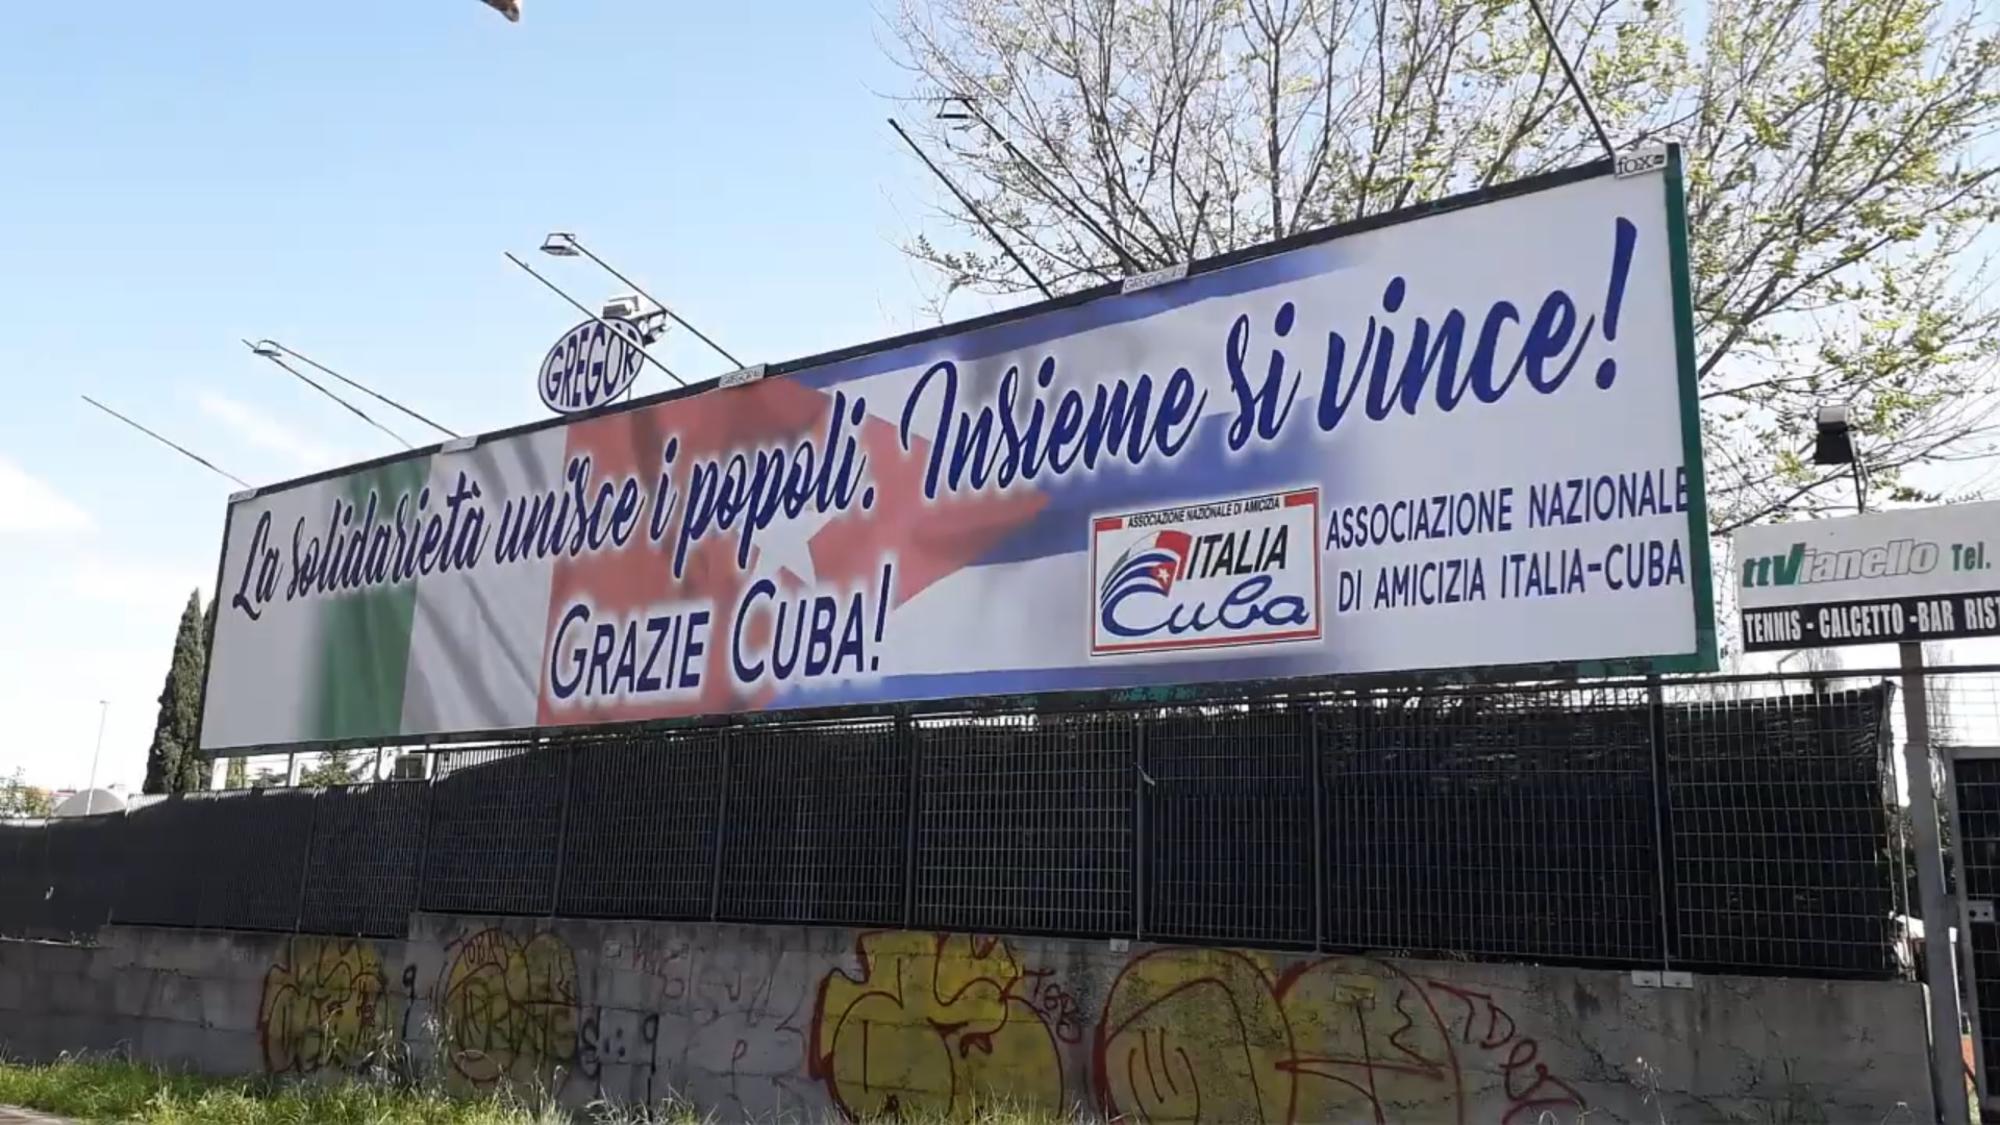 fox
GREGOR
La solidarietà unisce i popoli. Insieme si vince!
GRAZIE CUBA!
ASSOCIAZIONE NAZIONALE DI AMICIZIA
ITALIA
Cuba
ASSOCIAZIONE NAZIONALE
DI AMICIZIA ITALIA-CUBA
Vianello Tel.
TENNIS - CALCETTO - BAR RIST